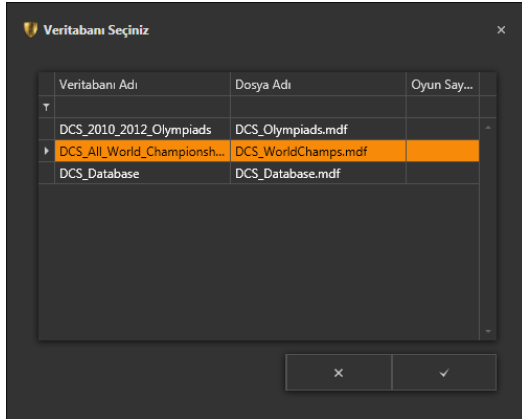 Veritabanı Seçiniz
Veritabanı Adı Dosya Adı Oyun Say...
DCS_2010_2012_Olympiads DCS_Olympiads.mdf
DCS_All_World_Championsh... DCS_WorldChamps.mdf
DCS_Database DCS_Database.mdf